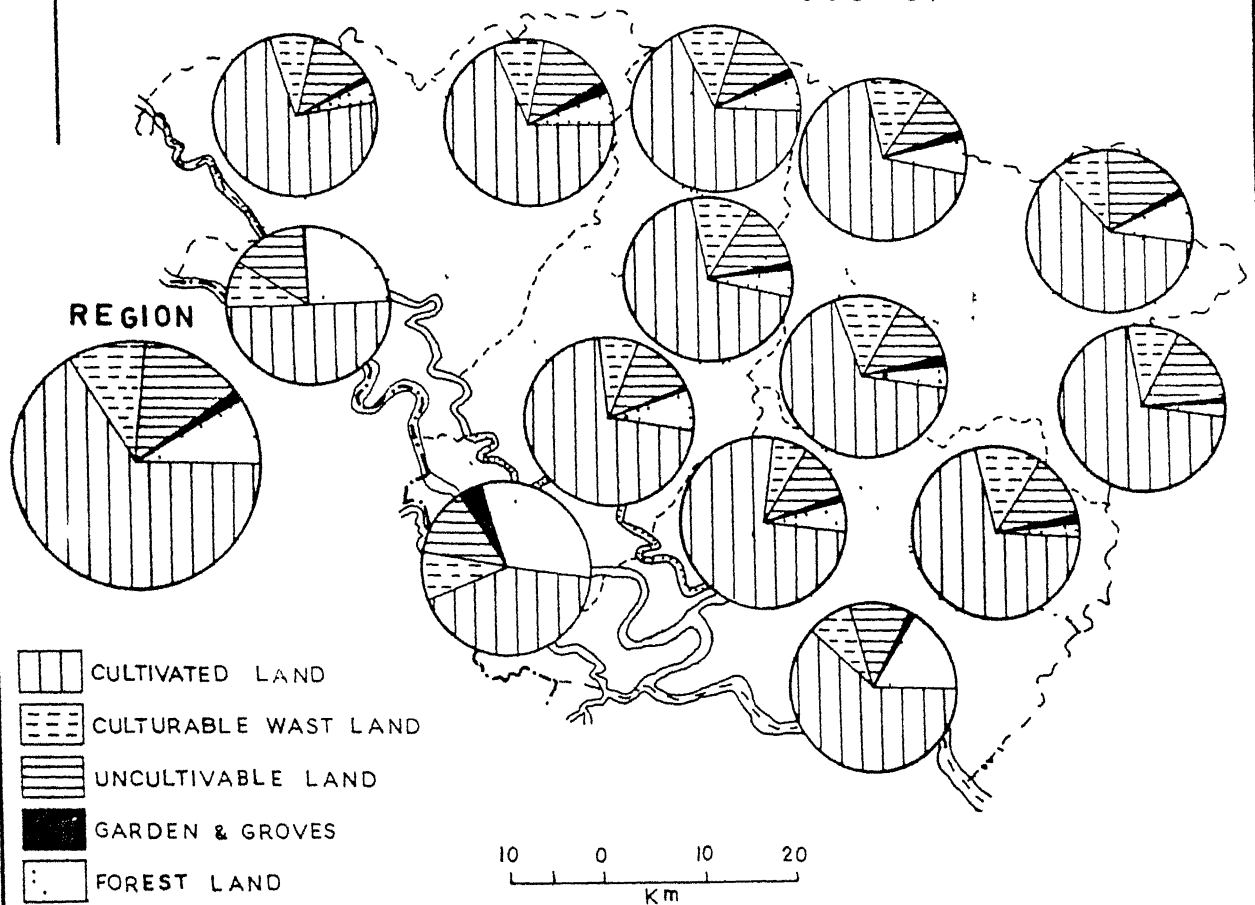 REGION
CULTIVATED LAND
CULTURABLE WAST LAND
UNCULTIVABLE LAND
GARDEN & GROVES
FOREST LAND
10 0 10 20
Km